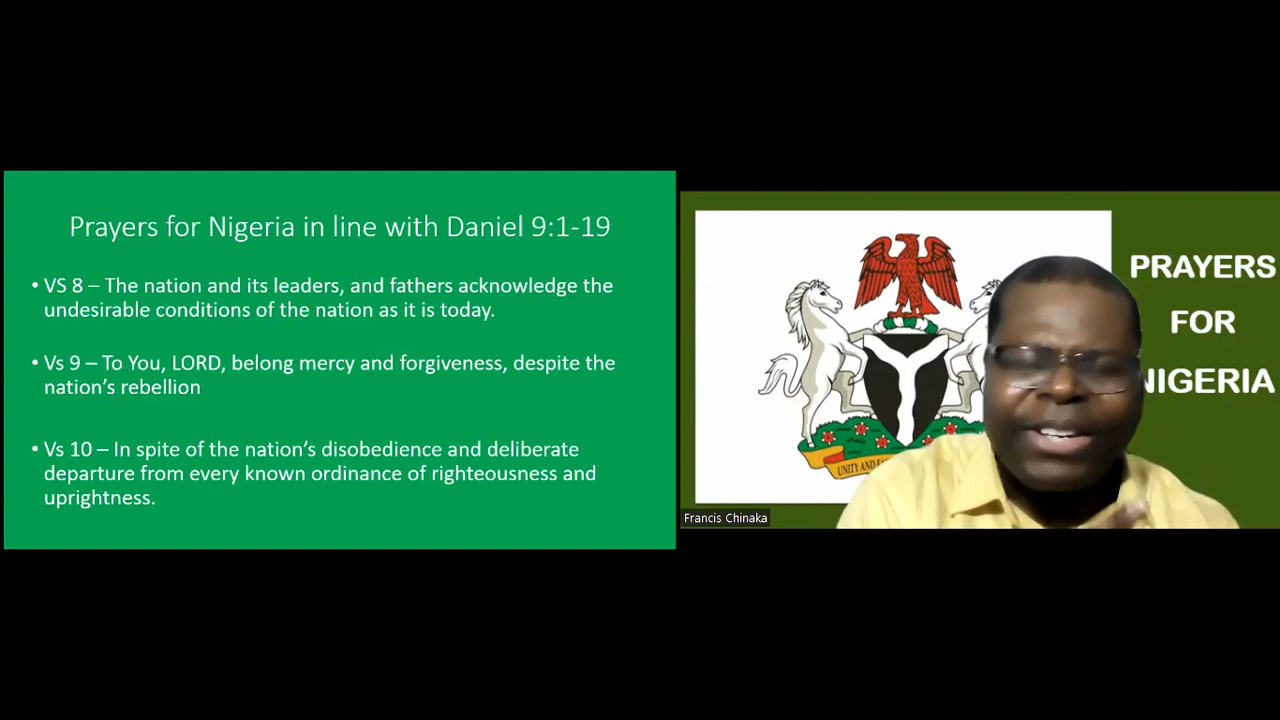 Prayers for Nigeria in line with Daniel 9:1-19
• VS 8 – The nation and its leaders, and fathers acknowledge the
undesirable conditions of the nation as it is today.
• Vs 9 – To You, LORD, belong mercy and forgiveness, despite the
nation’s rebellion
• Vs 10 – In spite of the nation’s disobedience and deliberate
departure from every known ordinance of righteousness and
uprightness.
PRAYERS
FOR
NIGERIA
UNITY AND
Francis Chinaka